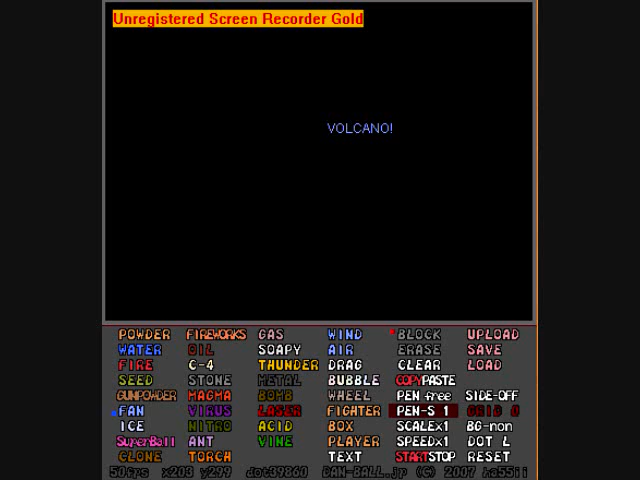 Unregistered Screen Recorder Gold
VOLCANO!
POWDER FIREWORKS GAS WIND BLOCK UPLOAD
WATER OIL SOAPY AIR ERASE SAVE
FIRE C-4 THUNDER DRAG CLEAR LOAD
SEED STONE METAL BUBBLE COPYPASTE
GUNPOWDER MAGMA BOMB WHEEL PEN free SIDE-OFF
FAN VIRUS LASER FIGHTER PEN-S 1 GRID 0
ICE NITRO ACID BOX SCALEx1 BG-non
SuperBall ANT VINE PLAYER SPEEDx1 DOT L
CLONE TORCH TEXT STARTSTOP RESET
50fps x203 y299 dot39860 DAN-BALL.jp (C) 2007 ha55ii